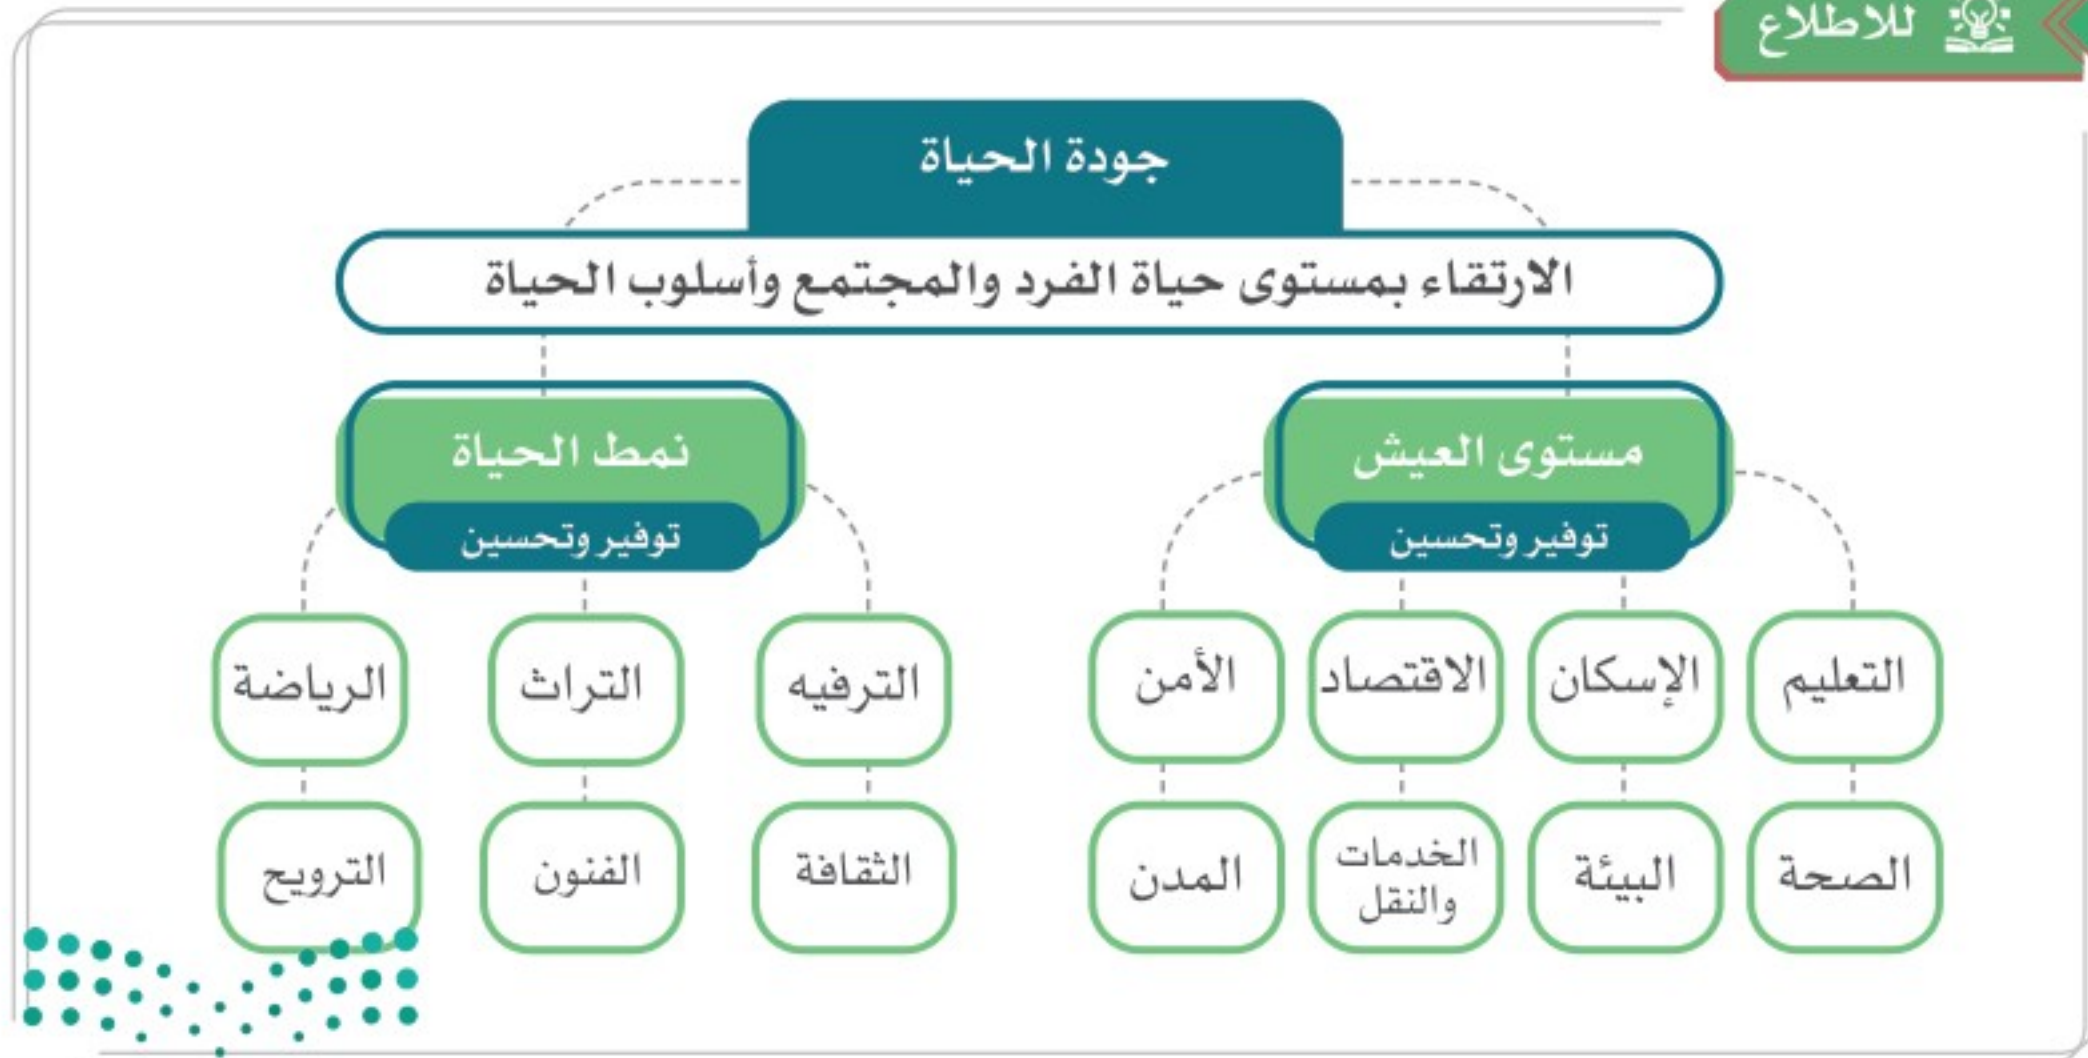 للاطلاع
جودة الحياة
الارتقاء بمستوى حياة الفرد والمجتمع وأسلوب الحياة
مستوى العيش
توفير وتحسين
التعليم
الإسكان
الاقتصاد
الأمن
الصحة
البيئة
الخدمات
والنقل
المدن
نمط الحياة
توفير وتحسين
الترفيه
التراث
الرياضة
الثقافة
الفنون
الترويح